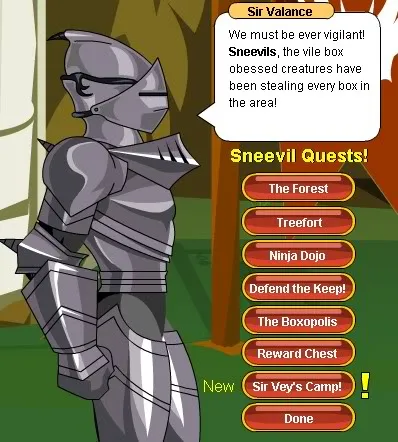 Sir Valance
We must be ever vigilant!
Sneevils, the vile box
obsessed creatures have
been stealing every box in
the area!
Sneevil Quests!
The Forest
Treefort
Ninja Dojo
Defend the Keep!
The Boxopolis
Reward Chest
New Sir Vey's Camp! !
Done